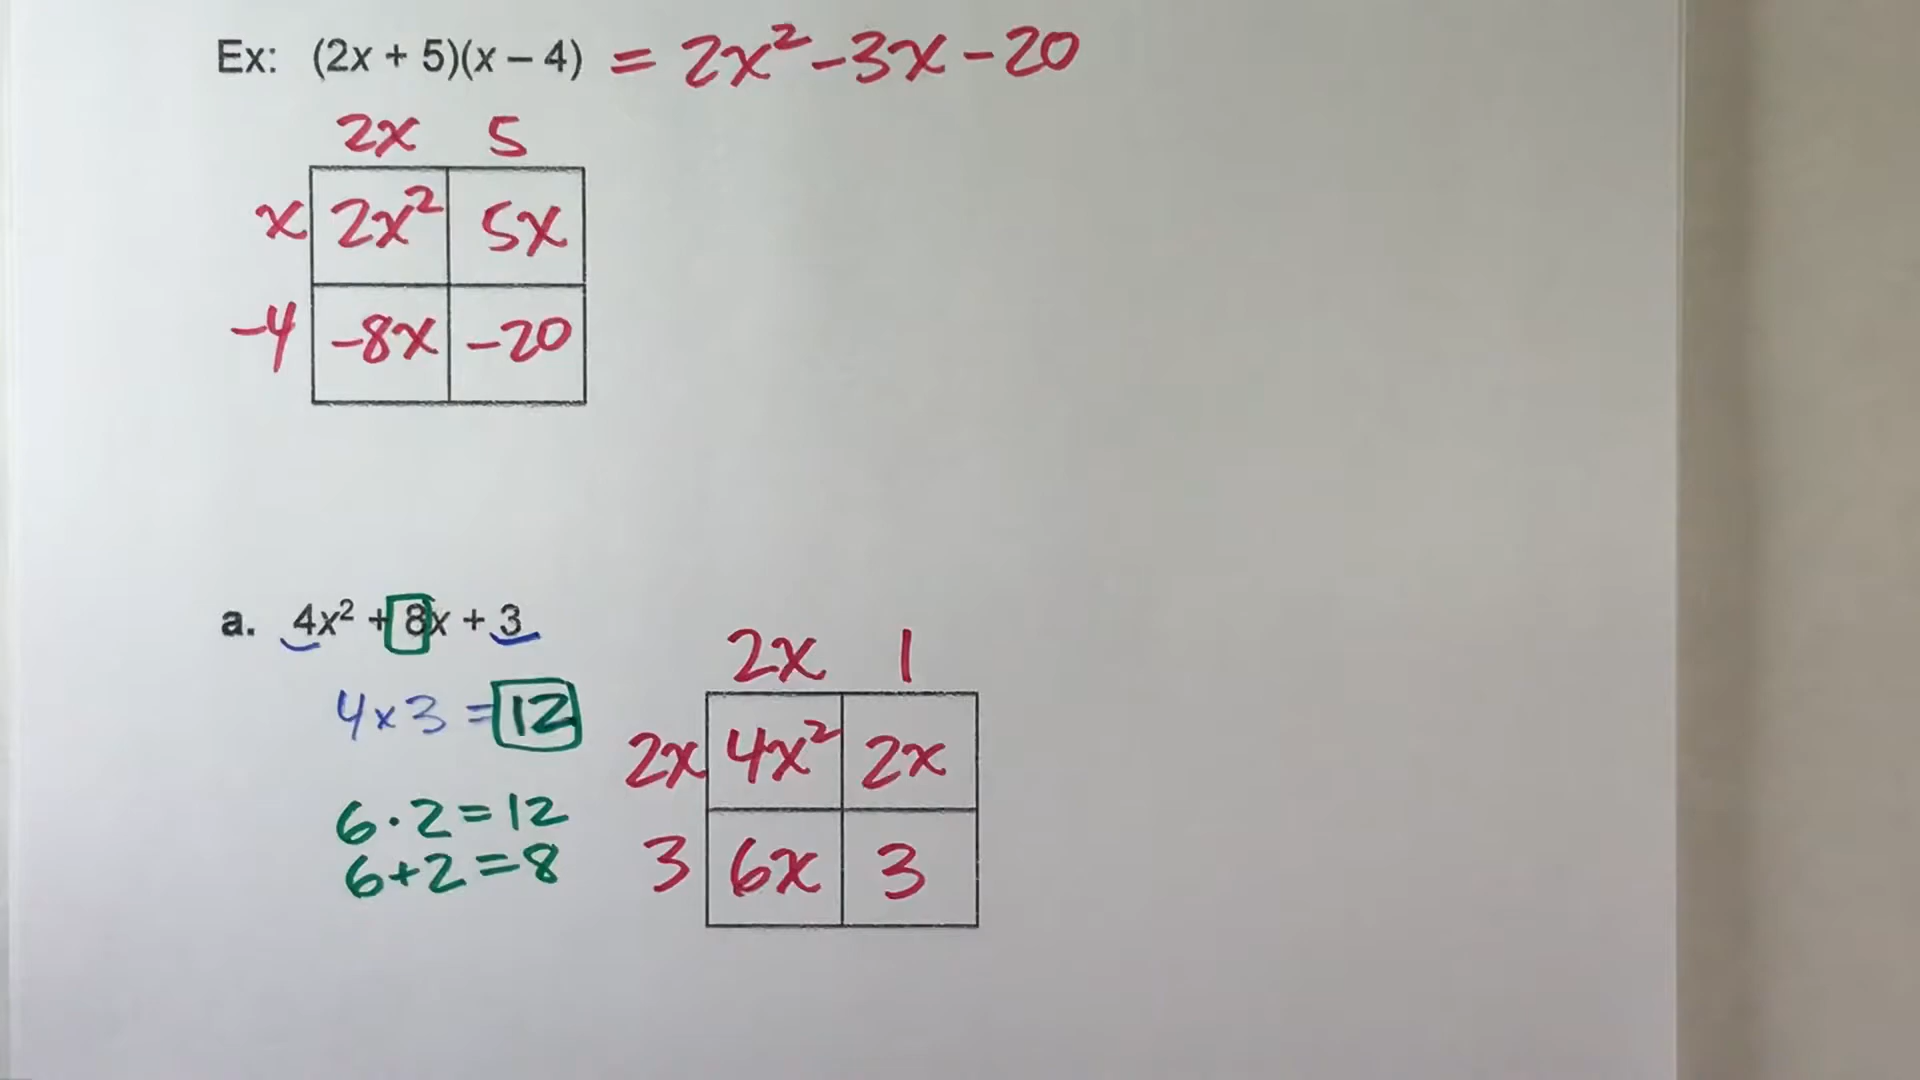 Ex: (2x + 5)(x – 4) = 2x² -3x -20
2x 5
x 2x² 5x
-4 -8x -20
a. 4x² + 8x + 3
4x3 = 12
6·2=12
6+2=8
2x 1
2x 4x² 2x
3 6x 3